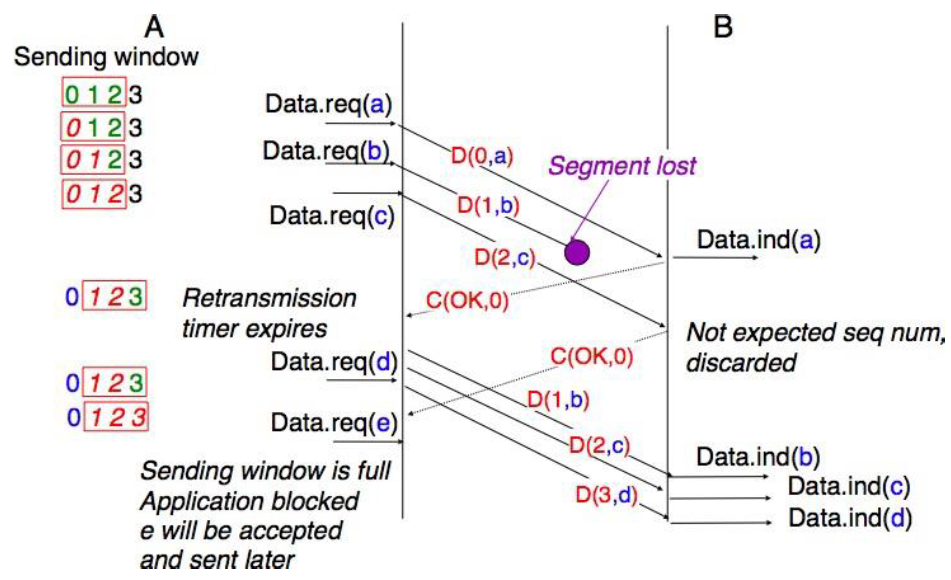 A
B
Sending window
0 1 2 3
0 1 2 3
0 1 2 3
0 1 2 3
Data.req(a)
Data.req(b)
Data.req(c)
D(0,a)
D(1,b)
D(2,c)
Segment lost
Data.ind(a)
C(OK,0)
0 1 2 3
Retransmission
timer expires
Not expected seq num,
discarded
C(OK,0)
0 1 2 3
0 1 2 3
Data.req(d)
Data.req(e)
D(1,b)
D(2,c)
D(3,d)
Data.ind(b)
Data.ind(c)
Data.ind(d)
Sending window is full
Application blocked
e will be accepted
and sent later